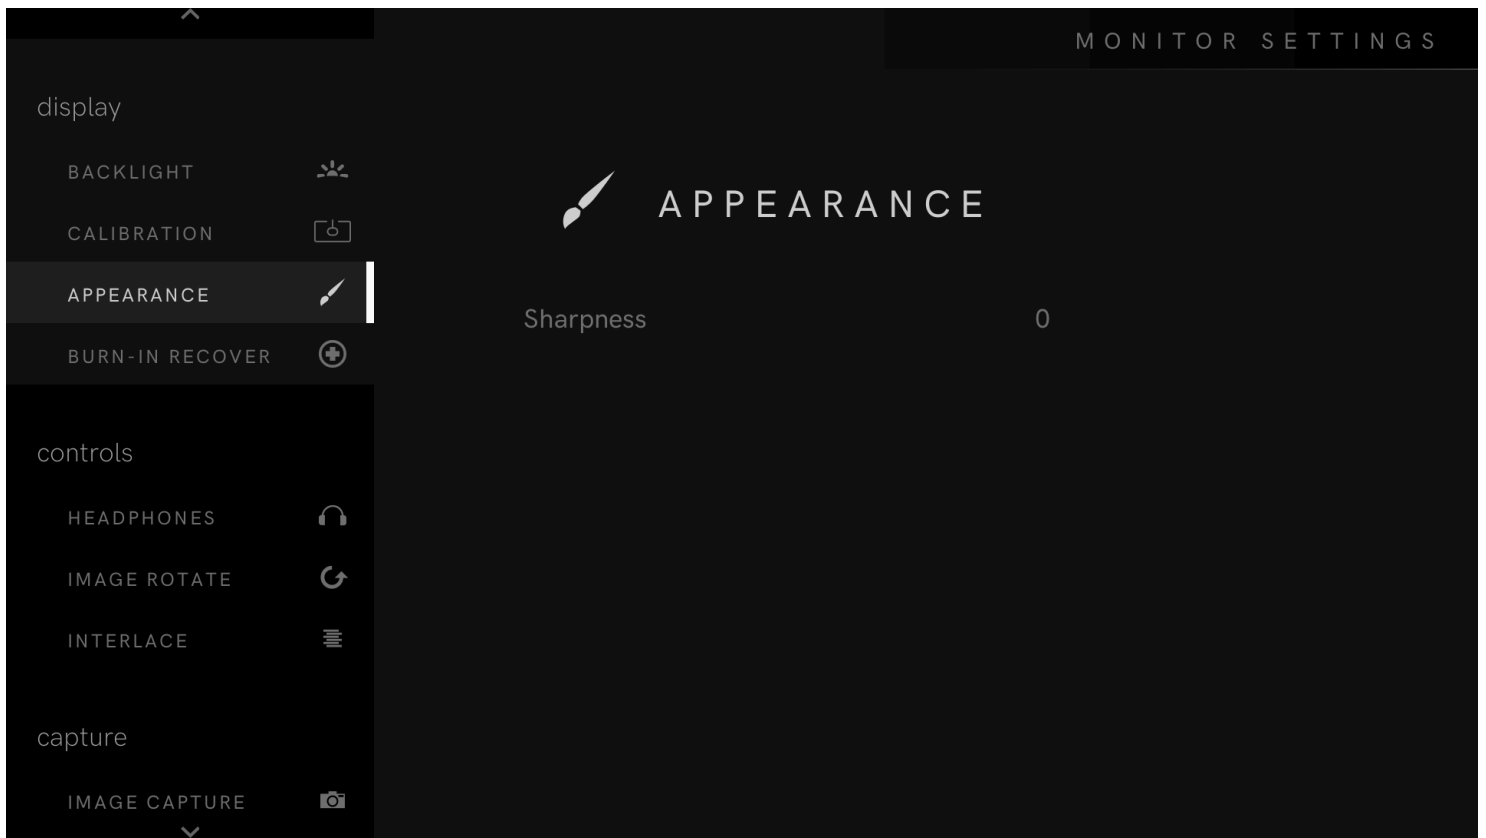 MONITOR SETTINGS
display
BACKLIGHT
CALIBRATION
APPEARANCE
BURN-IN RECOVER
controls
HEADPHONES
IMAGE ROTATE
INTERLACE
capture
IMAGE CAPTURE
APPEARANCE
Sharpness 0